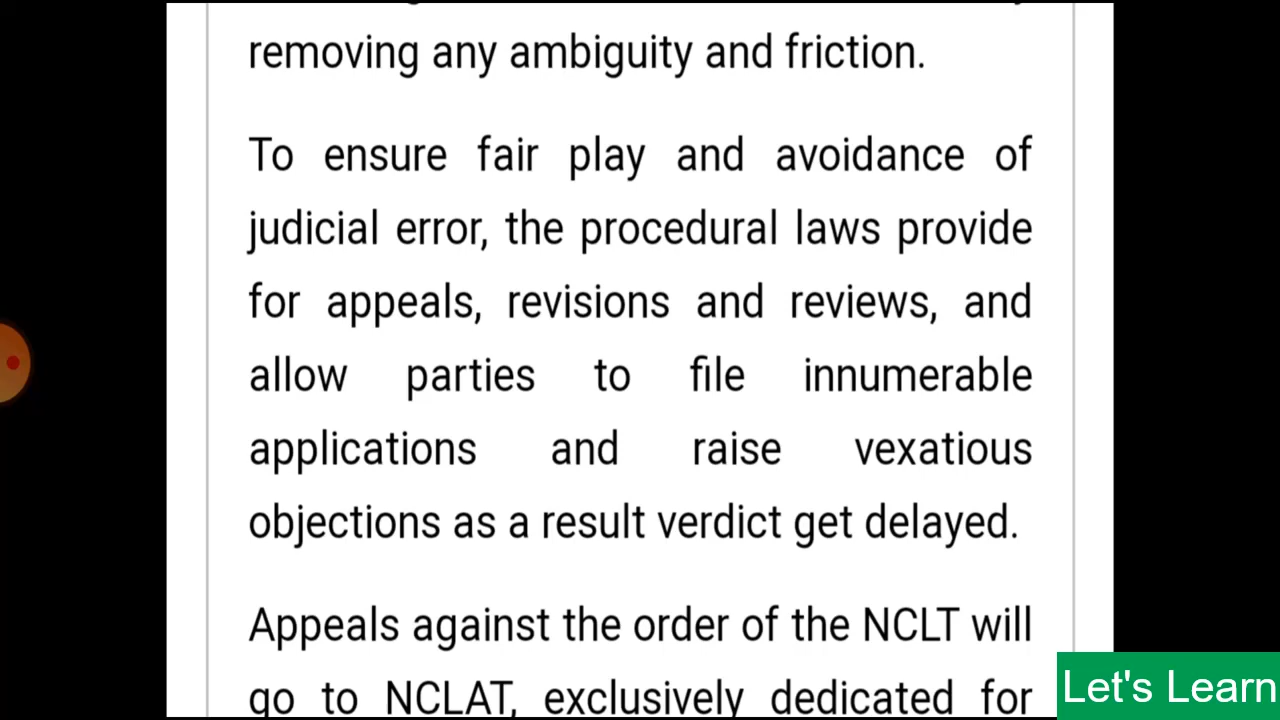 removing any ambiguity and friction.
To ensure fair play and avoidance of
judicial error, the procedural laws provide
for appeals, revisions and reviews, and
allow parties to file innumerable
applications and raise vexatious
objections as a result verdict get delayed.
Appeals against the order of the NCLT will
go to NCLAT, exclusively dedicated for
Let's Learn